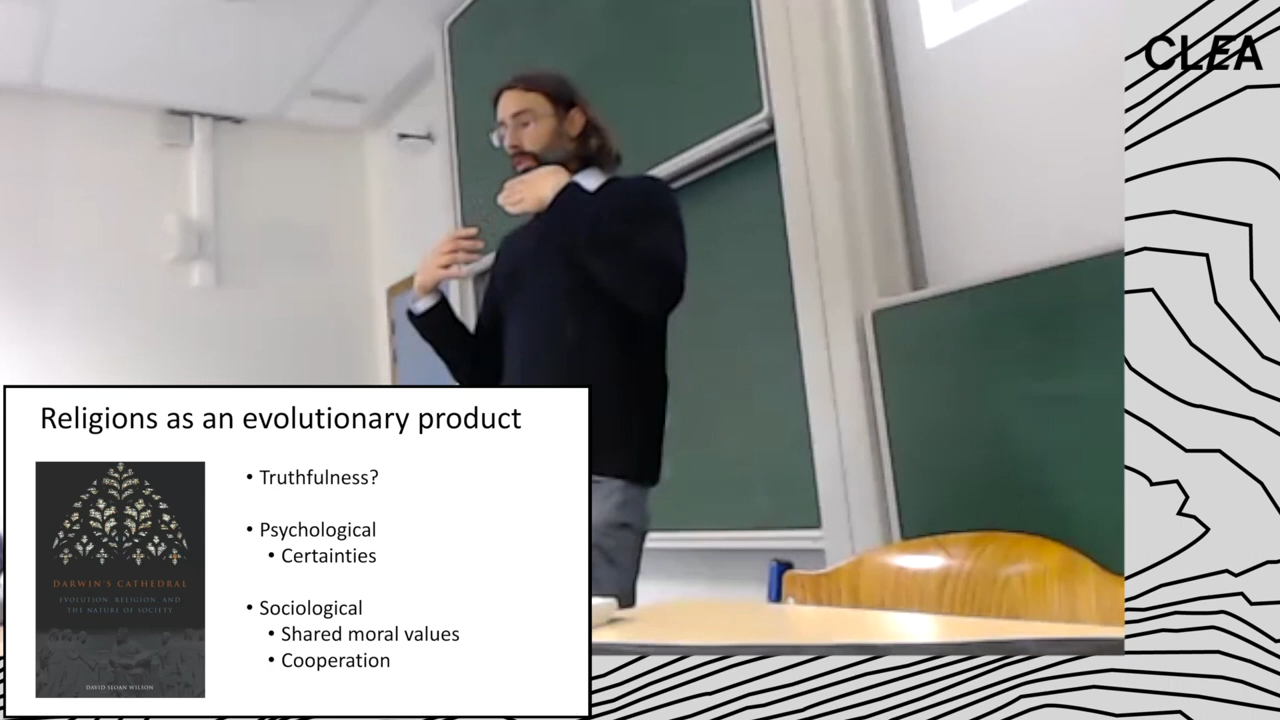 CLEA
Religions as an evolutionary product
• Truthfulness?
• Psychological
• Certainties
• Sociological
• Shared moral values
• Cooperation
DARWIN'S CATHEDRAL
EVOLUTION, RELIGION, AND
THE NATURE OF SOCIETY
DAVID SLOAN WILSON